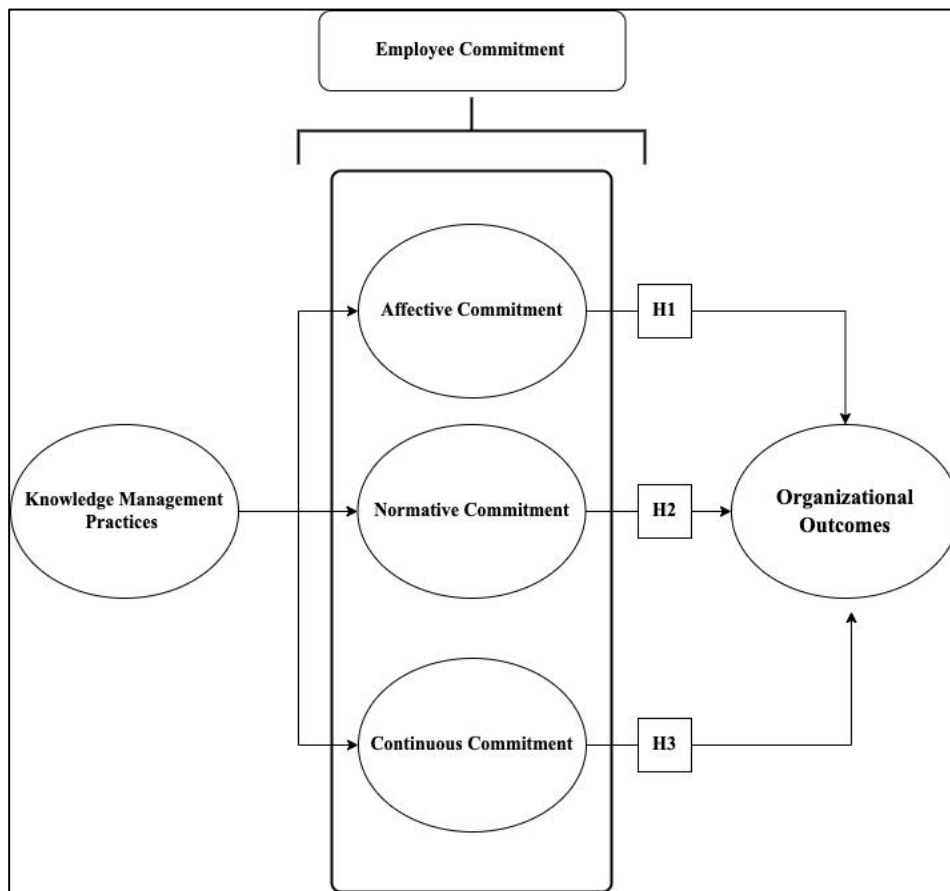 Employee Commitment
Affective Commitment
H1
Knowledge Management
Practices
Normative Commitment
H2
Organizational
Outcomes
Continuous Commitment
H3